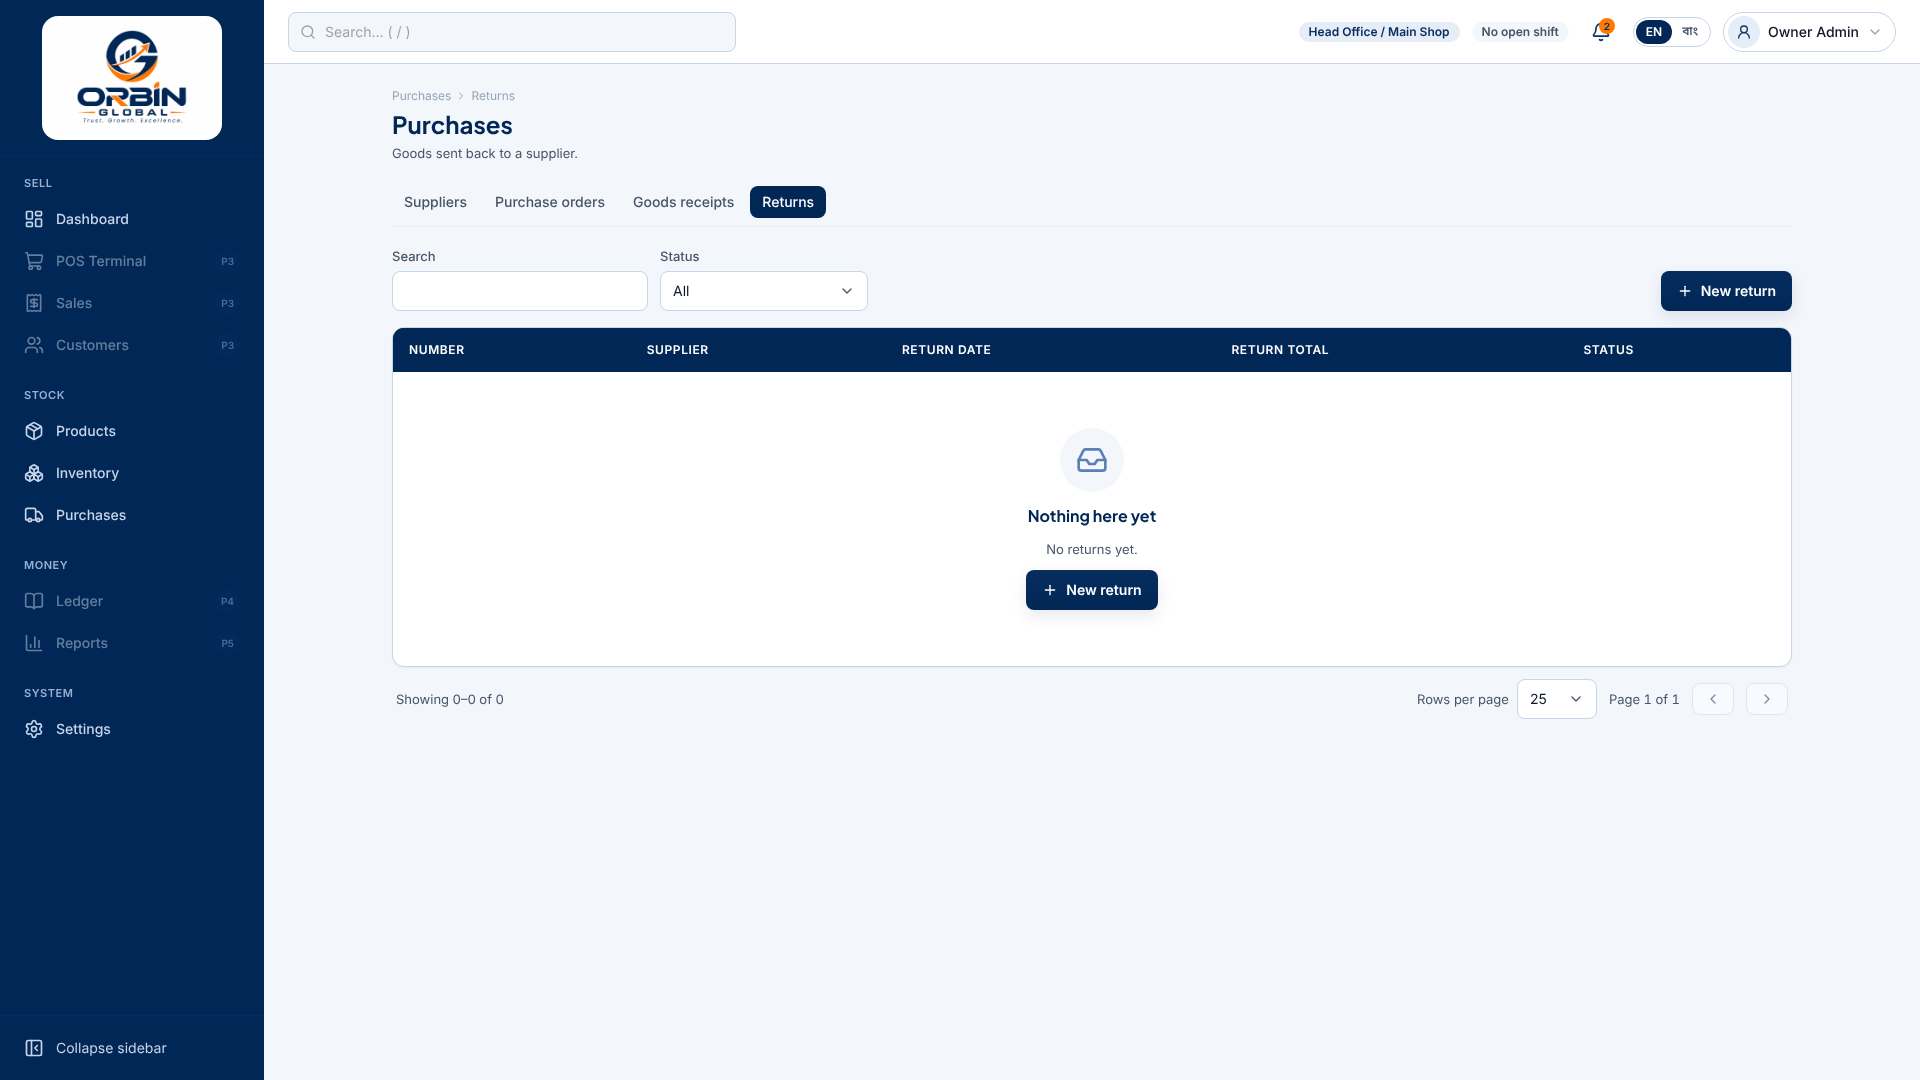 ORBIN
GLOBAL
Trust. Growth. Excellence.
SELL
Dashboard
POS Terminal P3
Sales P3
Customers P3
STOCK
Products
Inventory
Purchases
MONEY
Ledger P4
Reports P5
SYSTEM
Settings
Collapse sidebar
Search... ( / )
Head Office / Main Shop
No open shift
2
EN
বাং
Owner Admin
Purchases > Returns
Purchases
Goods sent back to a supplier.
Suppliers Purchase orders Goods receipts Returns
Search Status
All
New return
NUMBER SUPPLIER RETURN DATE RETURN TOTAL STATUS
Nothing here yet
No returns yet.
New return
Showing 0–0 of 0
Rows per page 25 Page 1 of 1